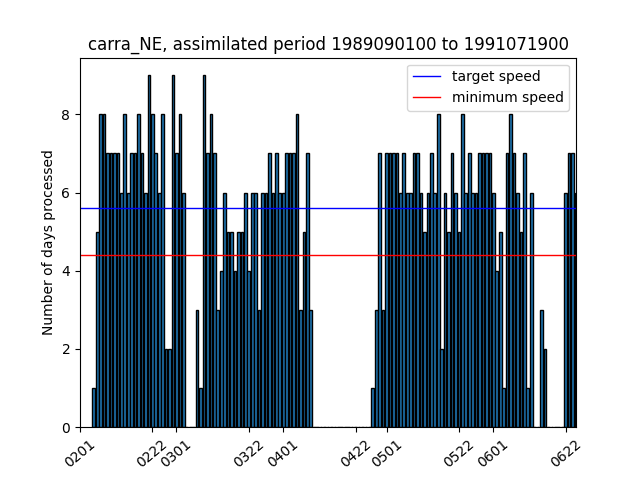 carra_NE, assimilated period 1989090100 to 1991071900
target speed
minimum speed
Number of days processed
8
6
4
2
0
0201 0222 0301 0322 0401 0422 0501 0522 0601 0622